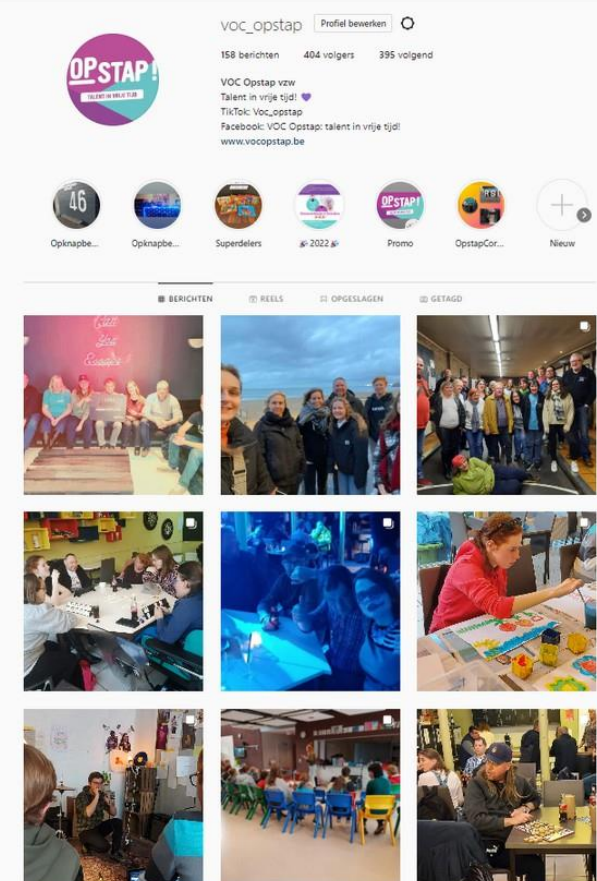 voc_opstap Profiel bewerken
158 berichten 404 volgers 395 volgend
VOC Opstap vzw
Talent in vrije tijd! 💜
TikTok: Voc_opstap
Facebook: VOC Opstap: talent in vrije tijd!
www.vocopstap.be
OPSTAP!
TALENT IN VRIJE TIJD
46
OPSTAP!
Opknapbe... Opknapbe... Superdelers 🎉 2022 🎉 Promo OpstapCor... Nieuw
BERICHTEN REELS OPGESLAGEN GETAGD